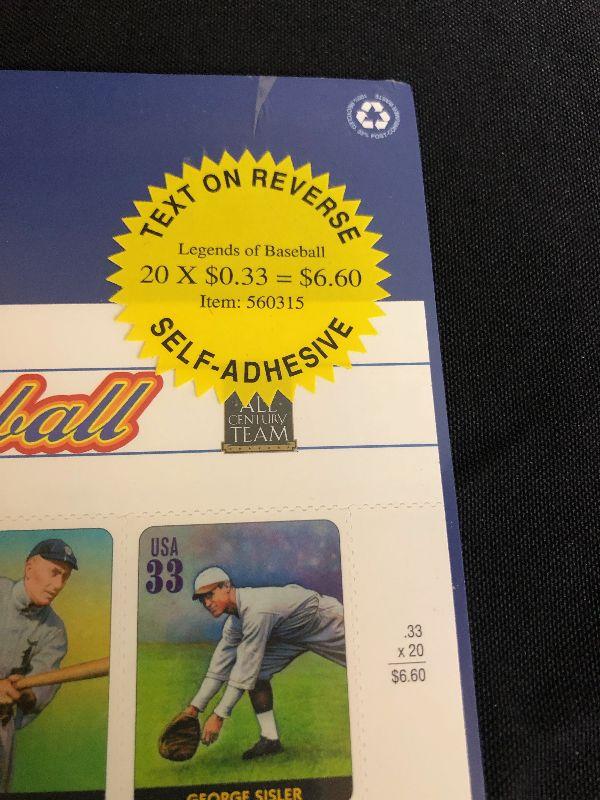 TEXT ON REVERSE
Legends of Baseball
20 X $0.33 = $6.60
Item: 560315
SELF-ADHESIVE
ball
ALL
CENTURY
TEAM
USA
33
.33
x 20
$6.60
GEORGE SISLER